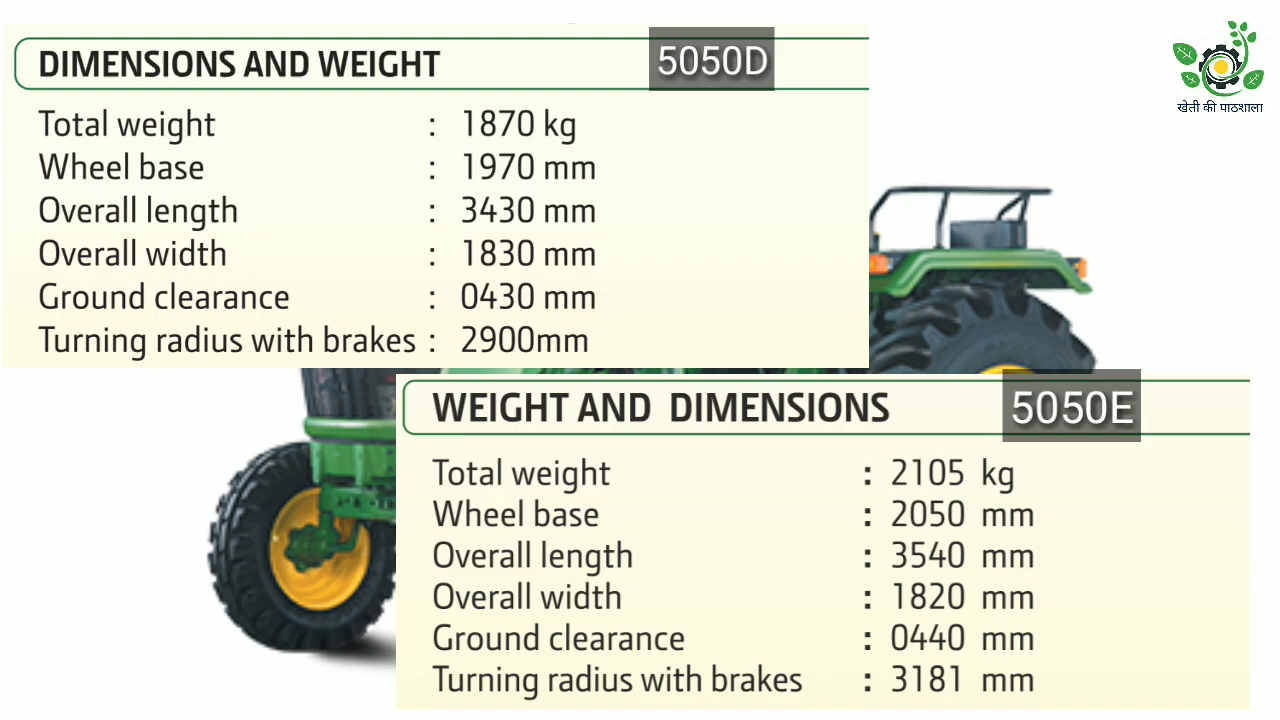 DIMENSIONS AND WEIGHT 5050D
Total weight : 1870 kg
Wheel base : 1970 mm
Overall length : 3430 mm
Overall width : 1830 mm
Ground clearance : 0430 mm
Turning radius with brakes : 2900mm
खेती की पाठशाला
WEIGHT AND DIMENSIONS 5050E
Total weight : 2105 kg
Wheel base : 2050 mm
Overall length : 3540 mm
Overall width : 1820 mm
Ground clearance : 0440 mm
Turning radius with brakes : 3181 mm